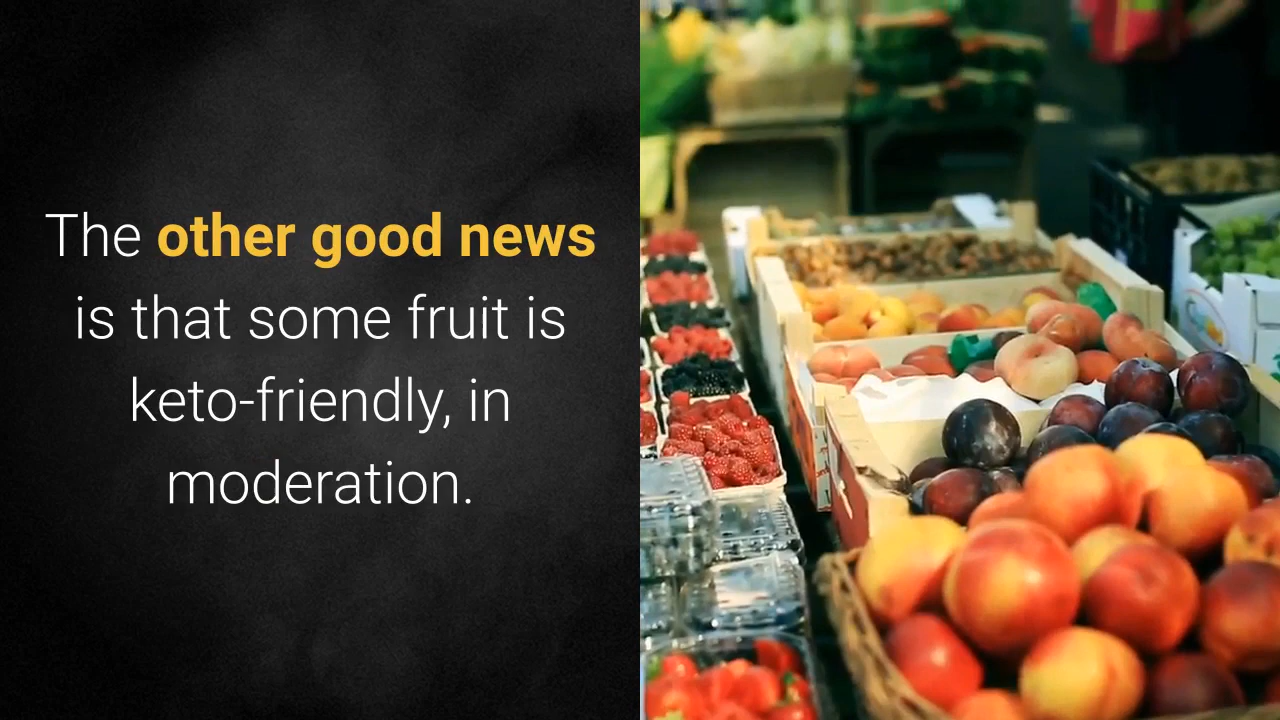 The other good news
is that some fruit is
keto-friendly, in
moderation.